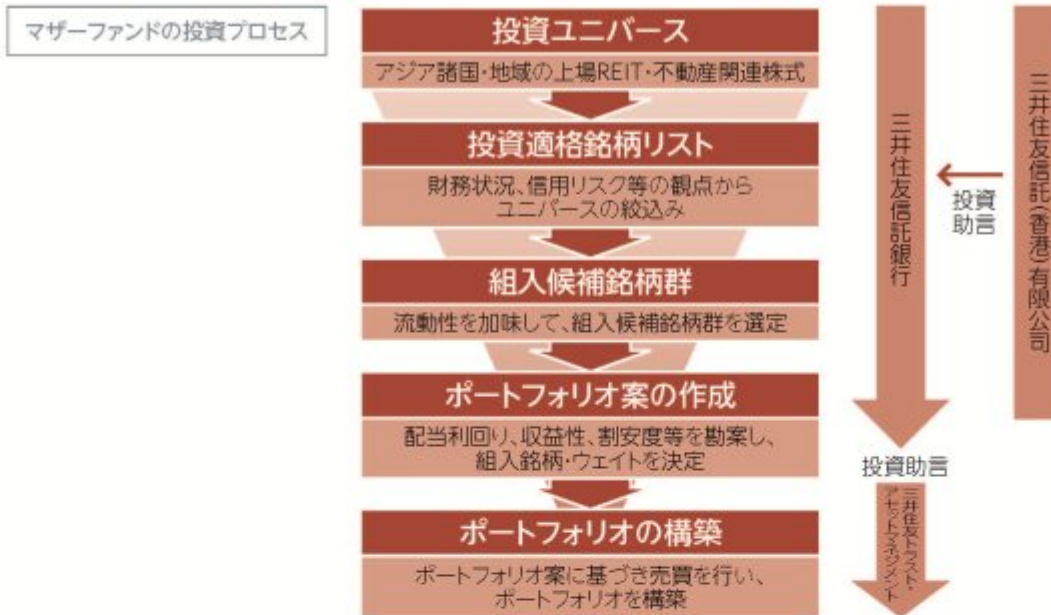 マザーファンドの投資プロセス
投資ユニバース
アジア諸国・地域の上場REIT・不動産関連株式
投資適格銘柄リスト
財務状況、信用リスク等の観点から
ユニバースの絞込み
組入候補銘柄群
流動性を加味して、組入候補銘柄群を選定
ポートフォリオ案の作成
配当利回り、収益性、割安度等を勘案し、
組入銘柄・ウェイトを決定
ポートフォリオの構築
ポートフォリオ案に基づき売買を行い、
ポートフォリオを構築
三井住友信託銀行
投資
助言
三井住友信託(香港)有限公司
投資助言
三井住友トラスト・
アセットマネジメント